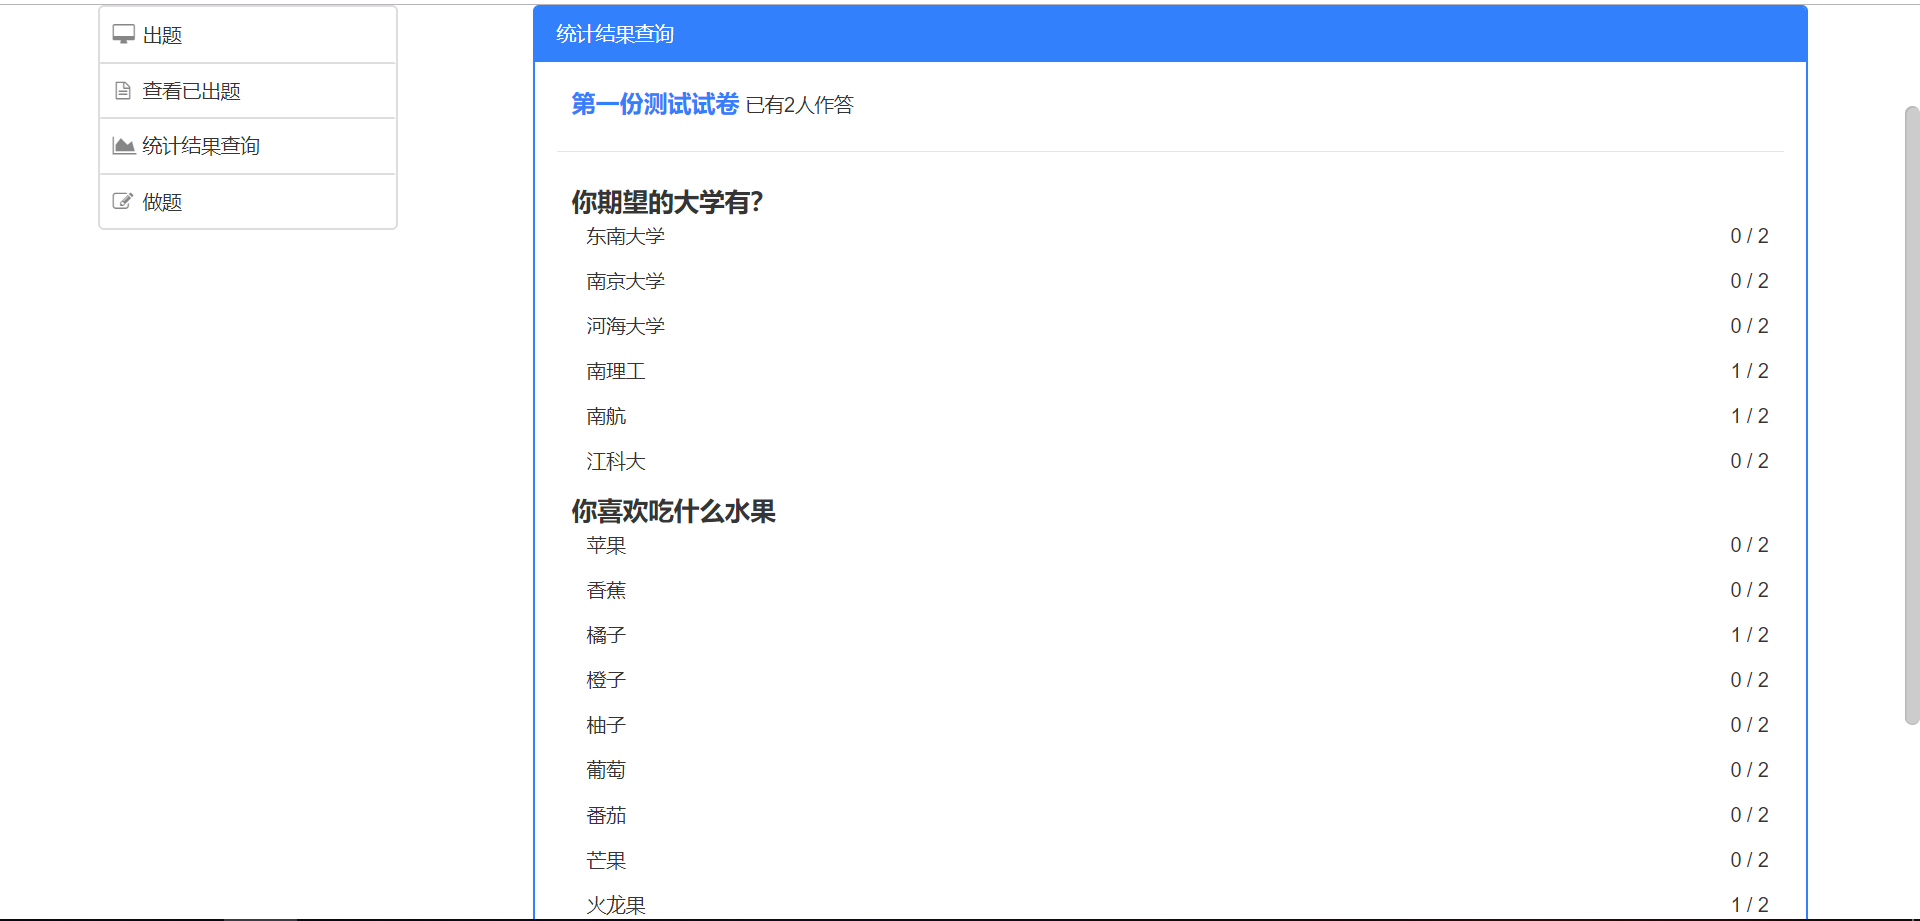 出题
查看已出题
统计结果查询
做题
统计结果查询
第一份测试试卷 已有2人作答
你期望的大学有?
东南大学 0 / 2
南京大学 0 / 2
河海大学 0 / 2
南理工 1 / 2
南航 1 / 2
江科大 0 / 2
你喜欢吃什么水果
苹果 0 / 2
香蕉 0 / 2
橘子 1 / 2
橙子 0 / 2
柚子 0 / 2
葡萄 0 / 2
番茄 0 / 2
芒果 0 / 2
火龙果 1 / 2